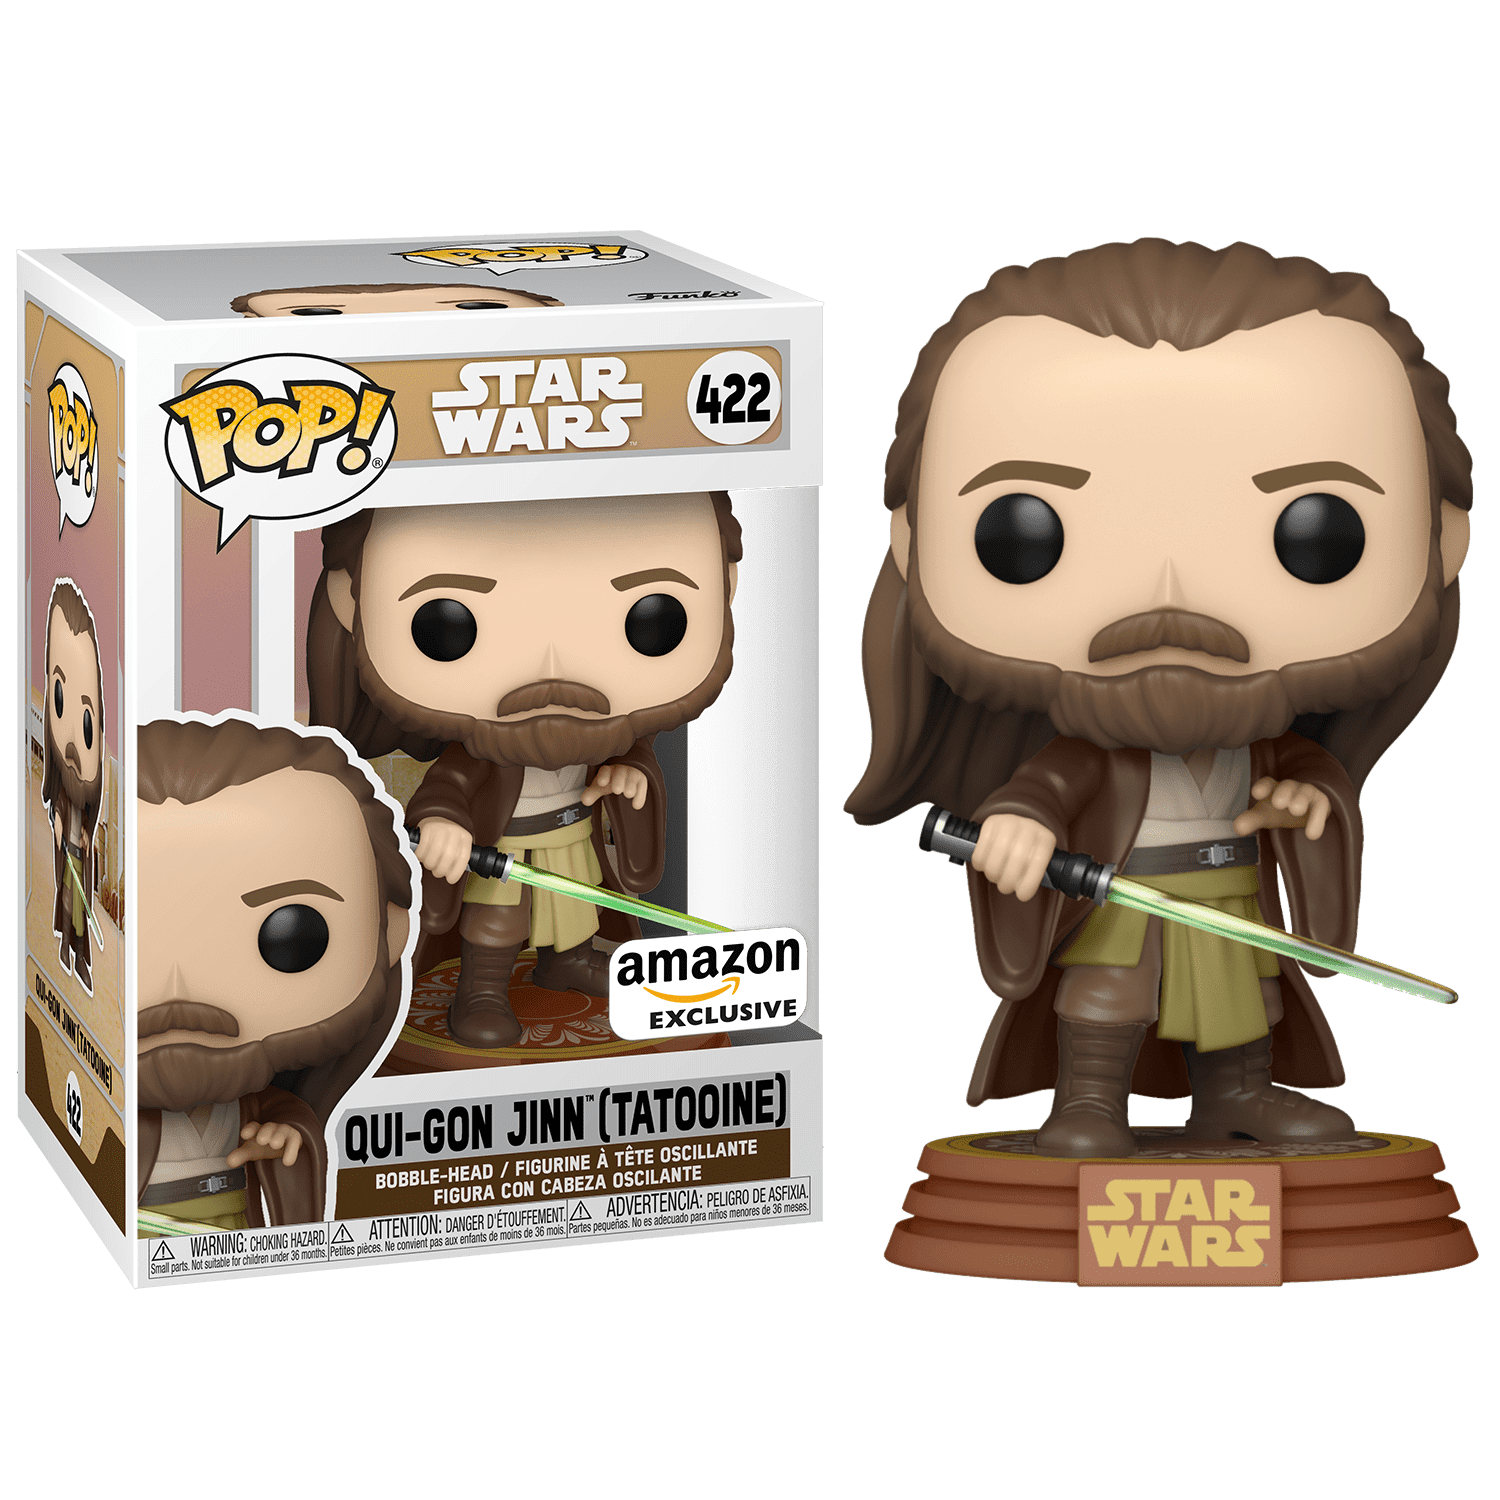 POP!
Funko
POP!®
STAR
WARS™
422
POP!
QUI-GON JINN (TATOOINE)
422
amazon
EXCLUSIVE
QUI-GON JINN™ (TATOOINE)
BOBBLE-HEAD / FIGURINE À TÊTE OSCILLANTE
FIGURA CON CABEZA OSCILANTE
⚠ WARNING: CHOKING HAZARD.
Small parts. Not suitable for children under 36 months.
⚠ ATTENTION: DANGER D'ÉTOUFFEMENT.
Petites pièces. Ne convient pas aux enfants de moins de 36 mois.
⚠ ADVERTENCIA: PELIGRO DE ASFIXIA.
Partes pequeñas. No es adecuado para niños menores de 36 meses.
STAR
WARS